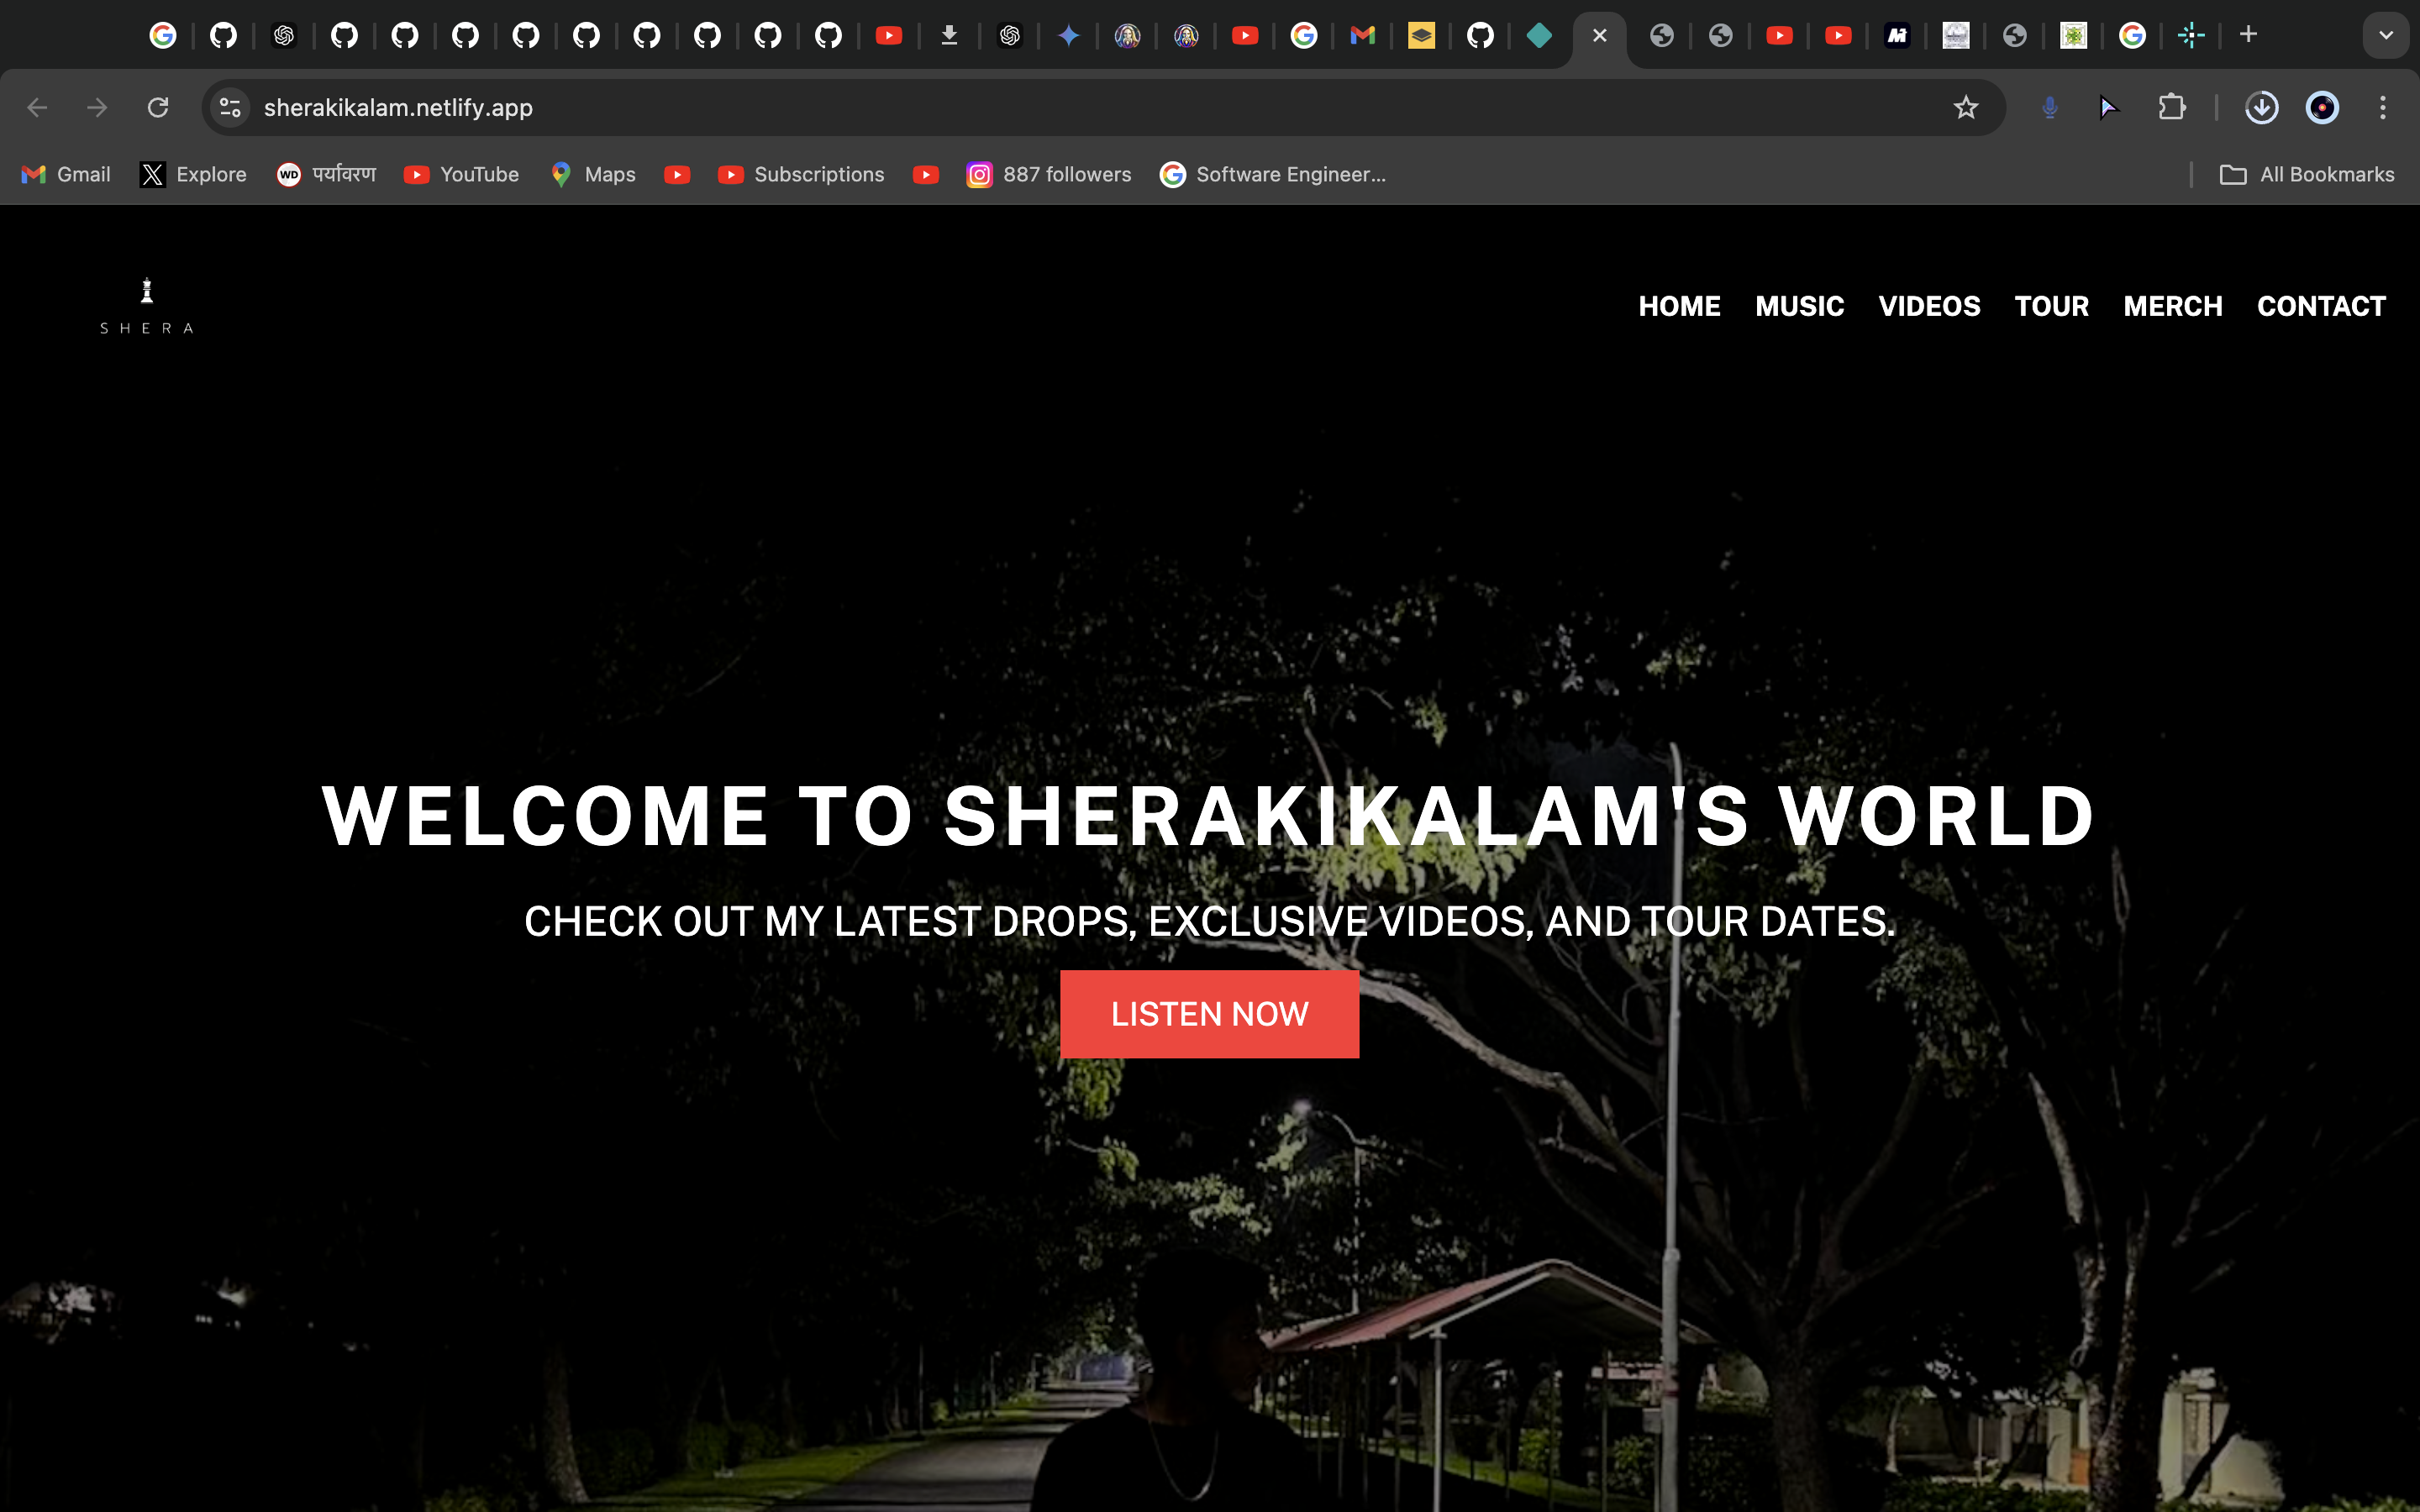 sherakikalam.netlify.app
Gmail Explore WD पर्यावरण YouTube Maps Subscriptions 887 followers Software Engineer... All Bookmarks
SHERA
HOME MUSIC VIDEOS TOUR MERCH CONTACT
WELCOME TO SHERAKIKALAM'S WORLD
CHECK OUT MY LATEST DROPS, EXCLUSIVE VIDEOS, AND TOUR DATES.
LISTEN NOW